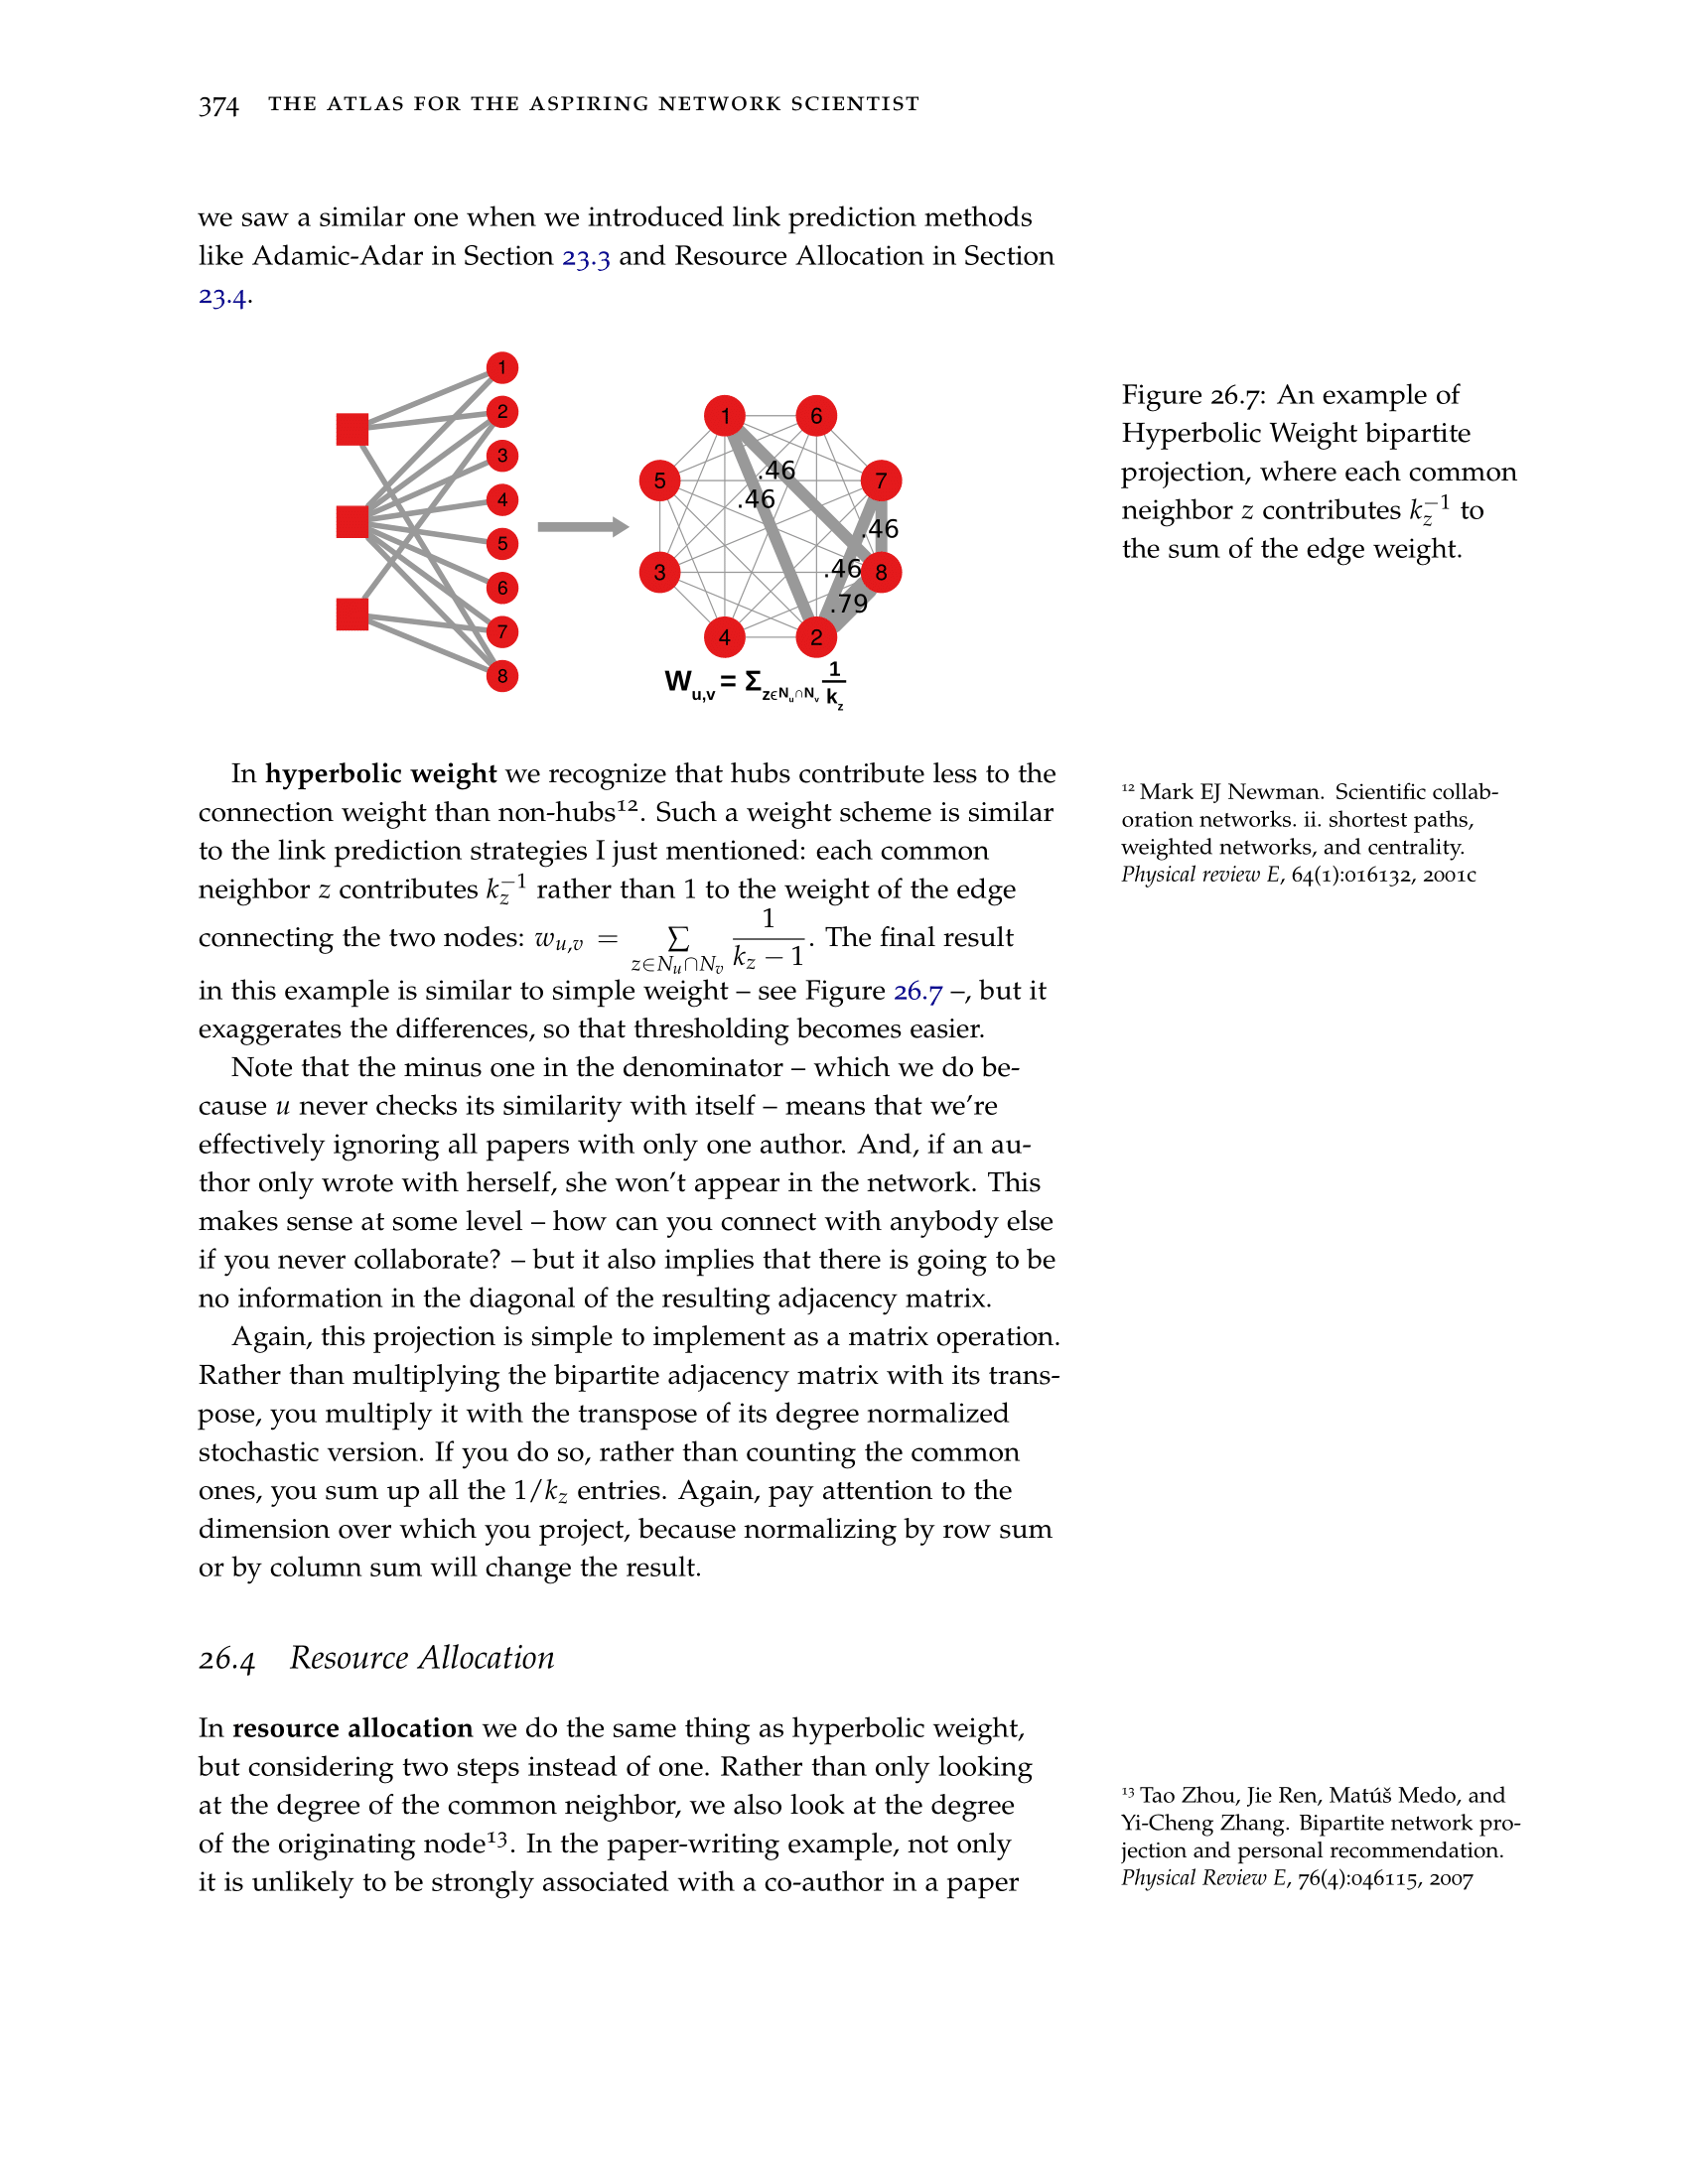 374 THE ATLAS FOR THE ASPIRING NETWORK SCIENTIST
we saw a similar one when we introduced link prediction methods
like Adamic-Adar in Section 23.3 and Resource Allocation in Section
23.4.
1
2
3
4
5
6
7
8
1
6
5
7
3
8
4
2
.46
.46
.46
.46
.79
W_{u,v} = Σ_{z∈N_u∩N_v} 1/k_z
Figure 26.7: An example of
Hyperbolic Weight bipartite
projection, where each common
neighbor z contributes k_z^{−1} to
the sum of the edge weight.
In hyperbolic weight we recognize that hubs contribute less to the
connection weight than non-hubs¹². Such a weight scheme is similar
to the link prediction strategies I just mentioned: each common
neighbor z contributes k_z^{−1} rather than 1 to the weight of the edge
connecting the two nodes: w_{u,v} = ∑_{z∈N_u∩N_v} 1/(k_z − 1). The final result
in this example is similar to simple weight – see Figure 26.7 –, but it
exaggerates the differences, so that thresholding becomes easier.
Note that the minus one in the denominator – which we do be-
cause u never checks its similarity with itself – means that we're
effectively ignoring all papers with only one author. And, if an au-
thor only wrote with herself, she won't appear in the network. This
makes sense at some level – how can you connect with anybody else
if you never collaborate? – but it also implies that there is going to be
no information in the diagonal of the resulting adjacency matrix.
Again, this projection is simple to implement as a matrix operation.
Rather than multiplying the bipartite adjacency matrix with its trans-
pose, you multiply it with the transpose of its degree normalized
stochastic version. If you do so, rather than counting the common
ones, you sum up all the 1/k_z entries. Again, pay attention to the
dimension over which you project, because normalizing by row sum
or by column sum will change the result.
¹² Mark EJ Newman. Scientific collab-
oration networks. ii. shortest paths,
weighted networks, and centrality.
Physical review E, 64(1):016132, 2001c
26.4 Resource Allocation
In resource allocation we do the same thing as hyperbolic weight,
but considering two steps instead of one. Rather than only looking
at the degree of the common neighbor, we also look at the degree
of the originating node¹³. In the paper-writing example, not only
it is unlikely to be strongly associated with a co-author in a paper
¹³ Tao Zhou, Jie Ren, Matúš Medo, and
Yi-Cheng Zhang. Bipartite network pro-
jection and personal recommendation.
Physical Review E, 76(4):046115, 2007